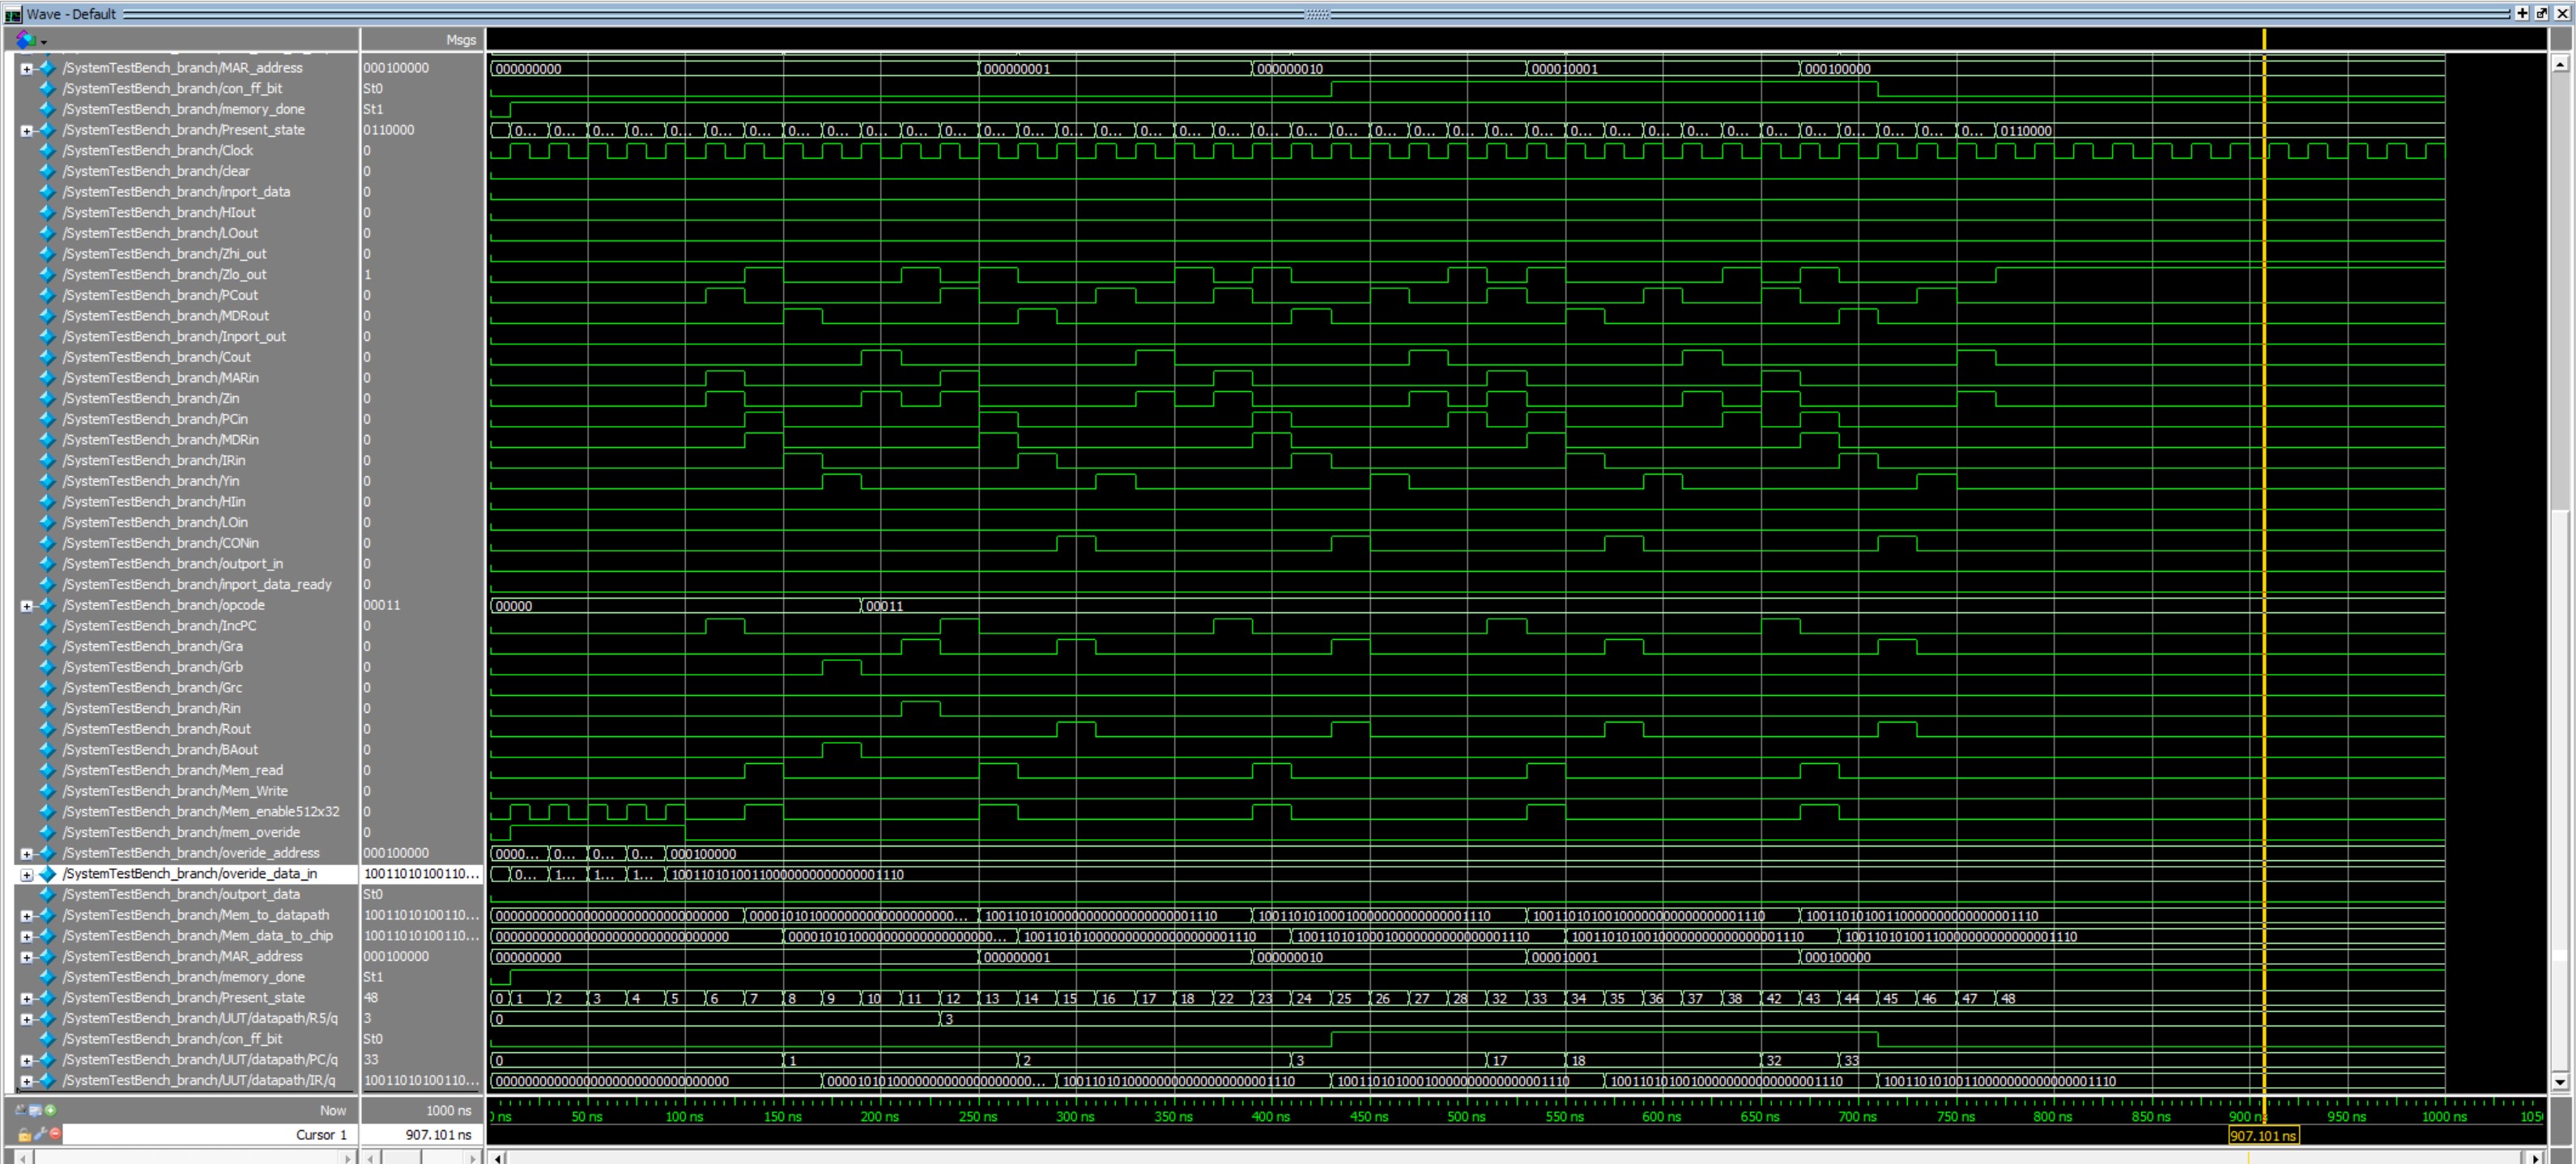 Wave - Default
Msgs
/SystemTestBench_branch/MAR_address 000100000 000000000 000000001 000000010 000010001 000100000
/SystemTestBench_branch/con_ff_bit St0
/SystemTestBench_branch/memory_done St1
/SystemTestBench_branch/Present_state 0110000 0... 0... 0... 0... 0... 0... 0... 0... 0... 0... 0... 0... 0... 0... 0... 0... 0... 0... 0... 0... 0... 0... 0... 0... 0... 0... 0... 0... 0... 0... 0... 0... 0... 0... 0... 0... 0... 0... 0110000
/SystemTestBench_branch/Clock 0
/SystemTestBench_branch/clear 0
/SystemTestBench_branch/inport_data 0
/SystemTestBench_branch/HIout 0
/SystemTestBench_branch/LOout 0
/SystemTestBench_branch/Zhi_out 0
/SystemTestBench_branch/Zlo_out 1
/SystemTestBench_branch/PCout 0
/SystemTestBench_branch/MDRout 0
/SystemTestBench_branch/Inport_out 0
/SystemTestBench_branch/Cout 0
/SystemTestBench_branch/MARin 0
/SystemTestBench_branch/Zin 0
/SystemTestBench_branch/PCin 0
/SystemTestBench_branch/MDRin 0
/SystemTestBench_branch/IRin 0
/SystemTestBench_branch/Yin 0
/SystemTestBench_branch/HIin 0
/SystemTestBench_branch/LOin 0
/SystemTestBench_branch/CONin 0
/SystemTestBench_branch/outport_in 0
/SystemTestBench_branch/inport_data_ready 0
/SystemTestBench_branch/opcode 00011 00000 00011
/SystemTestBench_branch/IncPC 0
/SystemTestBench_branch/Gra 0
/SystemTestBench_branch/Grb 0
/SystemTestBench_branch/Grc 0
/SystemTestBench_branch/Rin 0
/SystemTestBench_branch/Rout 0
/SystemTestBench_branch/BAout 0
/SystemTestBench_branch/Mem_read 0
/SystemTestBench_branch/Mem_Write 0
/SystemTestBench_branch/Mem_enable512x32 0
/SystemTestBench_branch/mem_overide 0
/SystemTestBench_branch/overide_address 000100000 0000... 0... 0... 0... 000100000
/SystemTestBench_branch/overide_data_in 10011010100110... 0... 1... 1... 1... 10011010100110000000000000001110
/SystemTestBench_branch/outport_data St0
/SystemTestBench_branch/Mem_to_datapath 10011010100110... 00000000000000000000000000000000 0000101010000000000000000000... 10011010100000000000000000001110 10011010100010000000000000001110 10011010100100000000000000001110 10011010100110000000000000001110
/SystemTestBench_branch/Mem_data_to_chip 10011010100110... 00000000000000000000000000000000 0000101010000000000000000000... 10011010100000000000000000001110 10011010100010000000000000001110 10011010100100000000000000001110 10011010100110000000000000001110
/SystemTestBench_branch/MAR_address 000100000 000000000 000000001 000000010 000010001 000100000
/SystemTestBench_branch/memory_done St1
/SystemTestBench_branch/Present_state 48 0 1 2 3 4 5 6 7 8 9 10 11 12 13 14 15 16 17 18 22 23 24 25 26 27 28 32 33 34 35 36 37 38 42 43 44 45 46 47 48
/SystemTestBench_branch/UUT/datapath/R5/q 3 0 3
/SystemTestBench_branch/con_ff_bit St0
/SystemTestBench_branch/UUT/datapath/PC/q 33 0 1 2 3 17 18 32 33
/SystemTestBench_branch/UUT/datapath/IR/q 10011010100110... 00000000000000000000000000000000 0000101010000000000000000000... 10011010100000000000000000001110 10011010100010000000000000001110 10011010100100000000000000001110 10011010100110000000000000001110
Now 1000 ns 50 ns 100 ns 150 ns 200 ns 250 ns 300 ns 350 ns 400 ns 450 ns 500 ns 550 ns 600 ns 650 ns 700 ns 750 ns 800 ns 850 ns 900 n 950 ns 1000 ns
Cursor 1 907.101 ns 907.101 ns